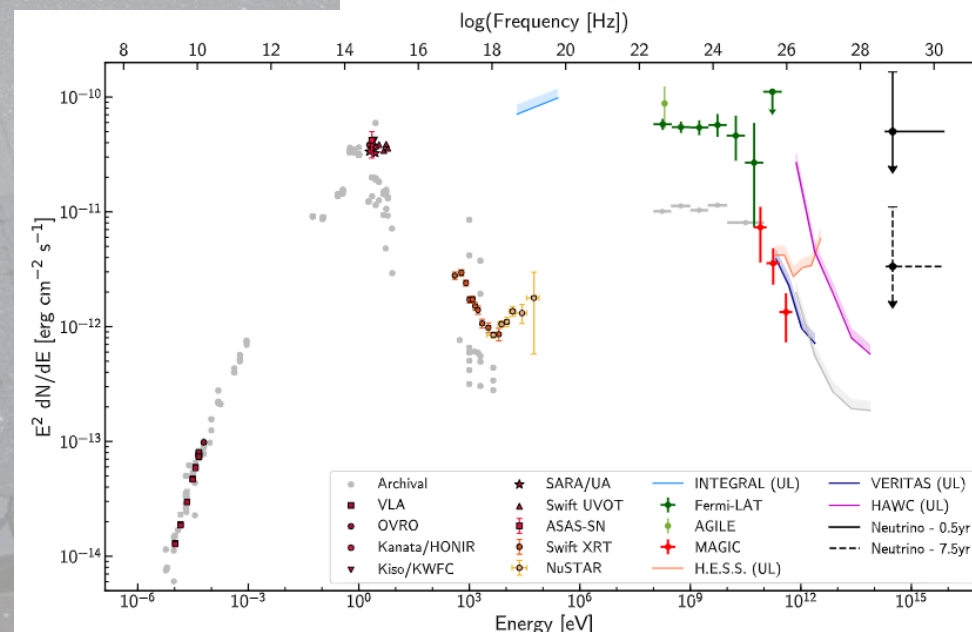 log(Frequency [Hz])
8 10 12 14 16 18 20 22 24 26 28 30
E² dN/dE [erg cm⁻² s⁻¹]
10⁻¹⁰
10⁻¹¹
10⁻¹²
10⁻¹³
10⁻¹⁴
Archival
VLA
OVRO
Kanata/HONIR
Kiso/KWFC
SARA/UA
Swift UVOT
ASAS-SN
Swift XRT
NuSTAR
INTEGRAL (UL)
Fermi-LAT
AGILE
MAGIC
H.E.S.S. (UL)
VERITAS (UL)
HAWC (UL)
Neutrino - 0.5yr
Neutrino - 7.5yr
10⁻⁶ 10⁻³ 10⁰ 10³ 10⁶ 10⁹ 10¹² 10¹⁵
Energy [eV]